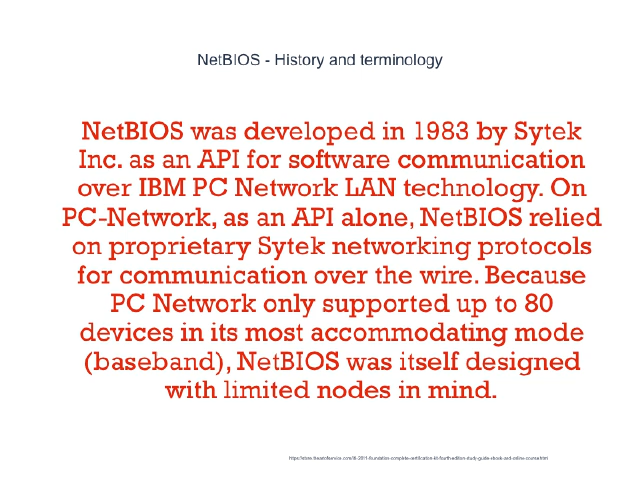 NetBIOS - History and terminology
NetBIOS was developed in 1983 by Sytek
Inc. as an API for software communication
over IBM PC Network LAN technology. On
PC-Network, as an API alone, NetBIOS relied
on proprietary Sytek networking protocols
for communication over the wire. Because
PC Network only supported up to 80
devices in its most accommodating mode
(baseband), NetBIOS was itself designed
with limited nodes in mind.